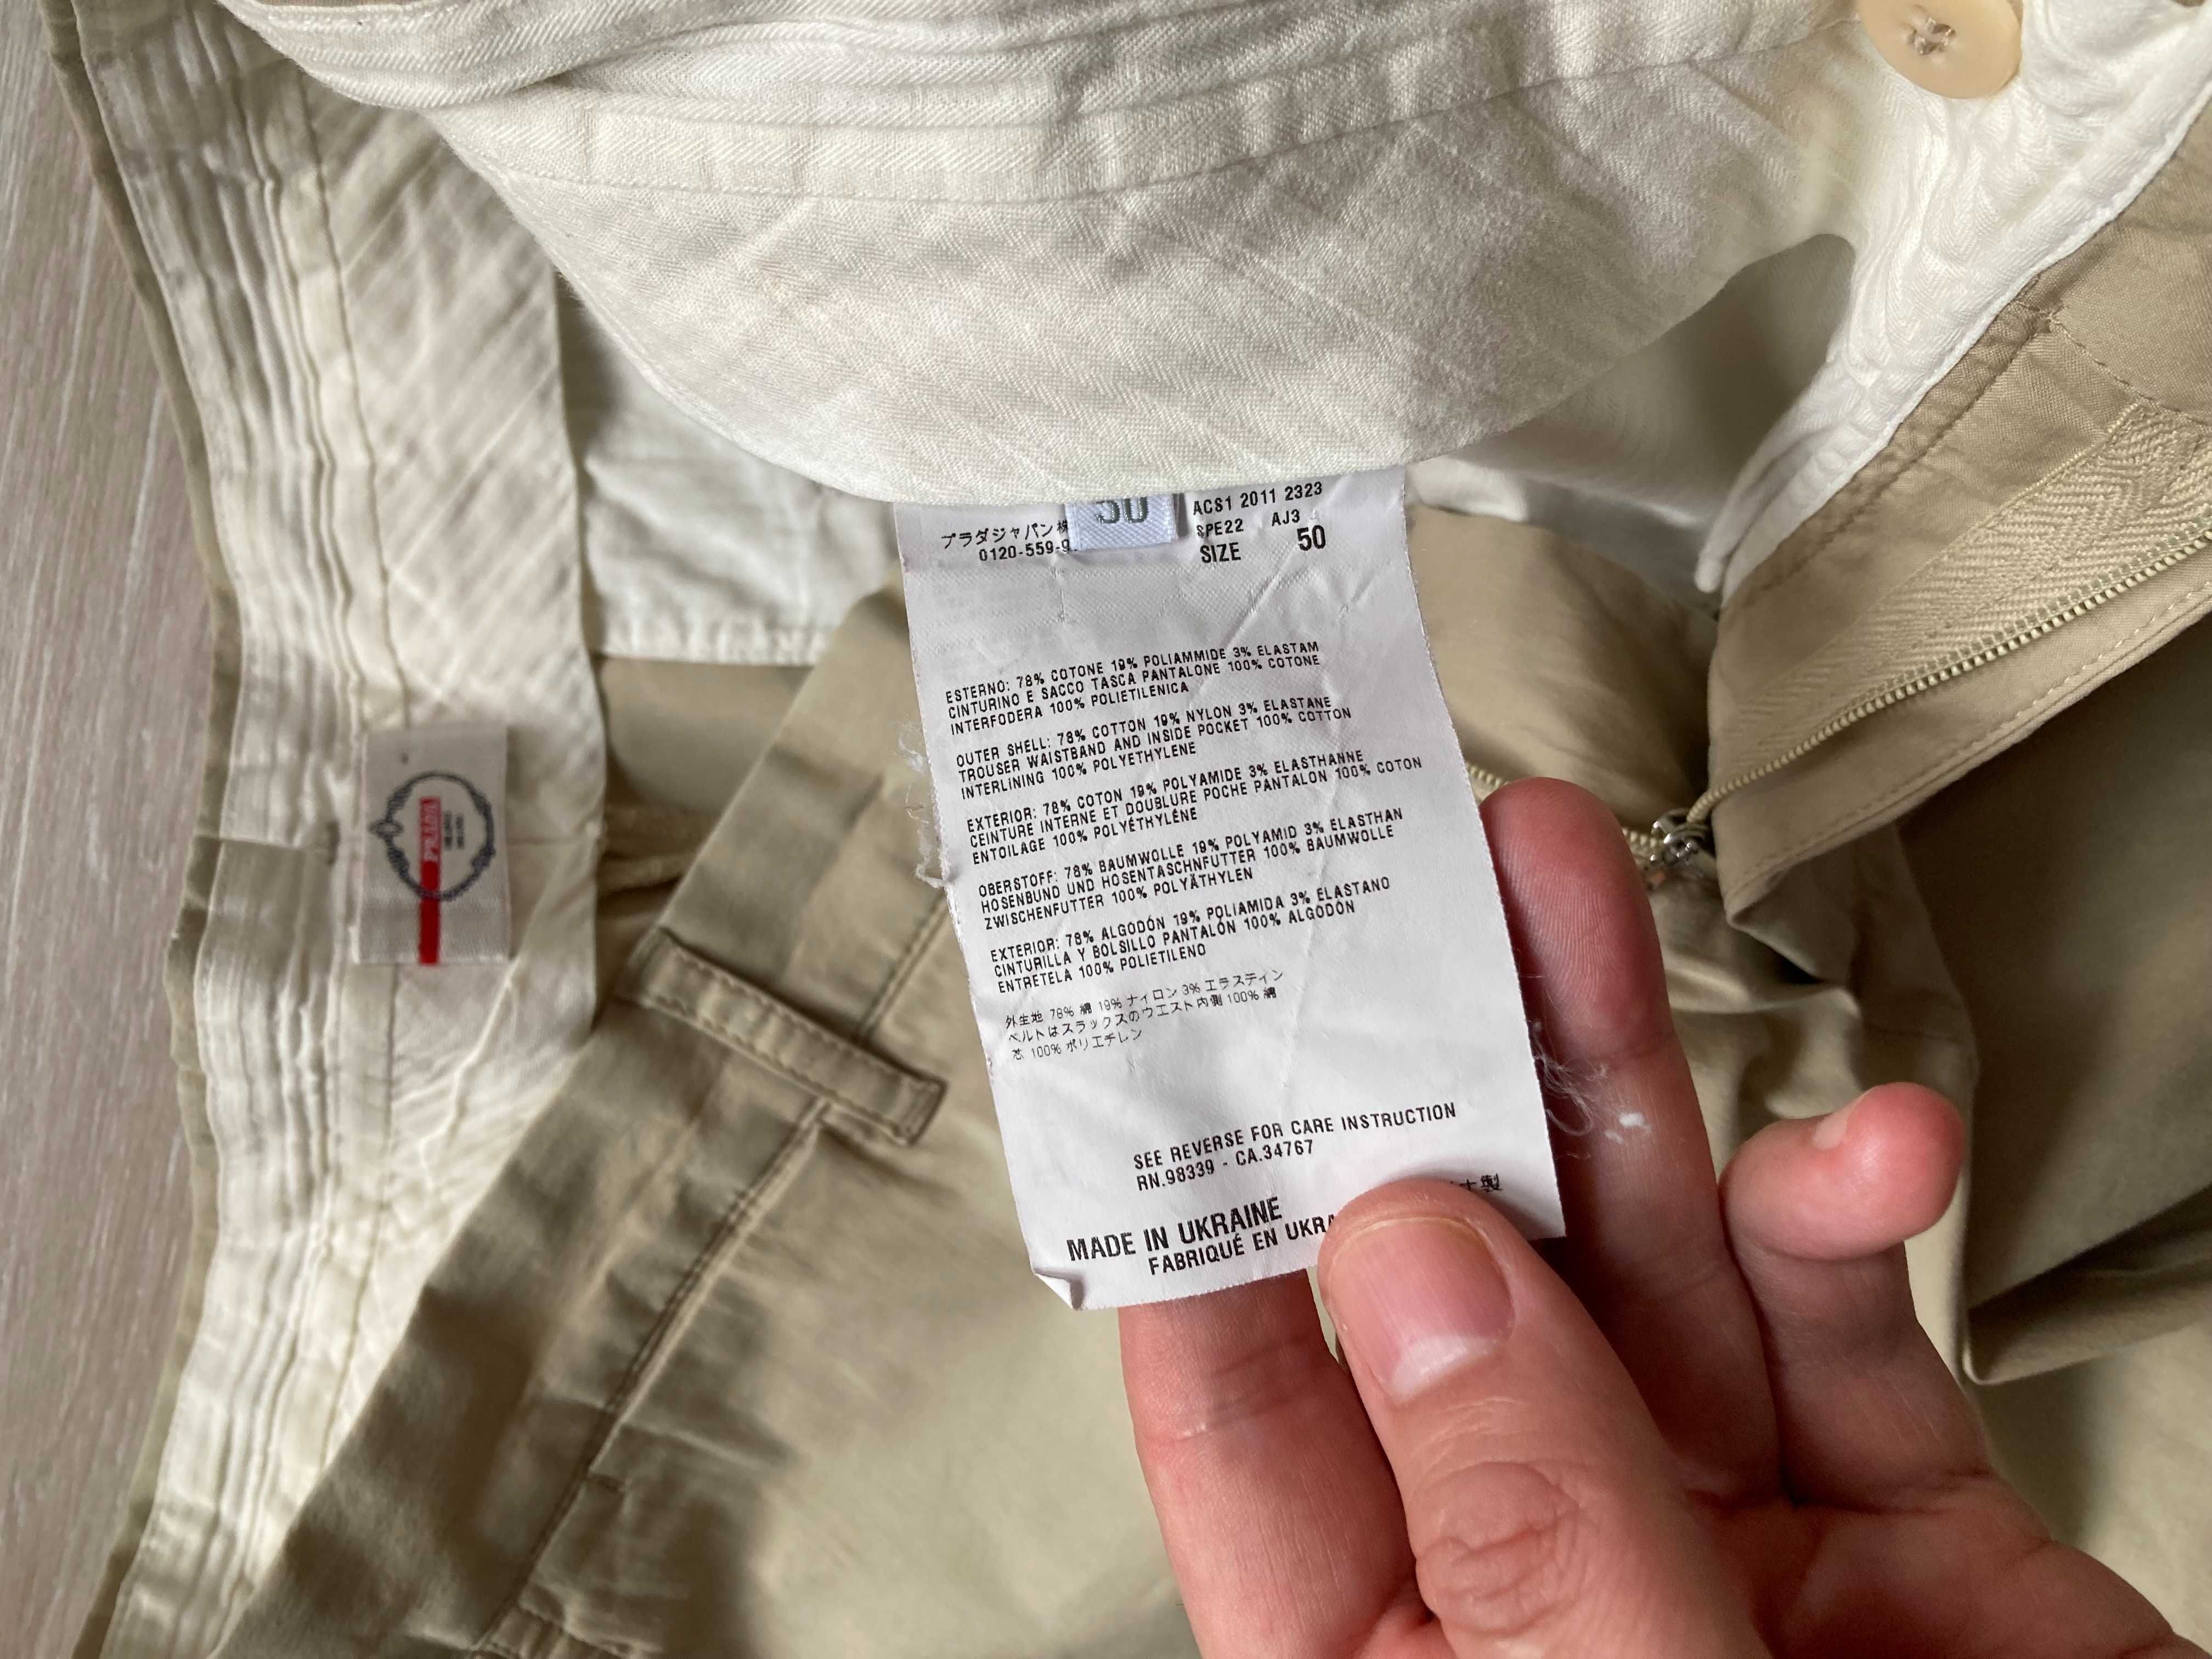 プラダジャパン株
0120-559-9
50
ACS1 2011 2323
SPE22 AJ3
SIZE 50
ESTERNO: 78% COTONE 19% POLIAMMIDE 3% ELASTAM
CINTURINO E SACCO TASCA PANTALONE 100% COTONE
INTERFODERA 100% POLIETILENICA
OUTER SHELL: 78% COTTON 19% NYLON 3% ELASTANE
TROUSER WAISTBAND AND INSIDE POCKET 100% COTTON
INTERLINING 100% POLYETHYLENE
EXTERIOR: 78% COTON 19% POLYAMIDE 3% ELASTHANNE
CEINTURE INTERNE ET DOUBLURE POCHE PANTALON 100% COTON
ENTOILAGE 100% POLYÉTHYLÉNE
OBERSTOFF: 78% BAUMWOLLE 19% POLYAMID 3% ELASTHAN
HOSENBUND UND HOSENTASCHNFUTTER 100% BAUMWOLLE
ZWISCHENFUTTER 100% POLYÄTHYLEN
EXTERIOR: 78% ALGODÓN 19% POLIAMIDA 3% ELASTANO
CINTURILLA Y BOLSILLO PANTALÓN 100% ALGODÓN
ENTRETELA 100% POLIETILENO
外生地 78% 綿 19% ナイロン 3% エラスティン
ベルトはスラックスのウエスト内側 100% 綿
芯 100% ポリエチレン
SEE REVERSE FOR CARE INSTRUCTION
RN.98339 - CA.34767
MADE IN UKRAINE
FABRIQUÉ EN UKRA
製
PRADA